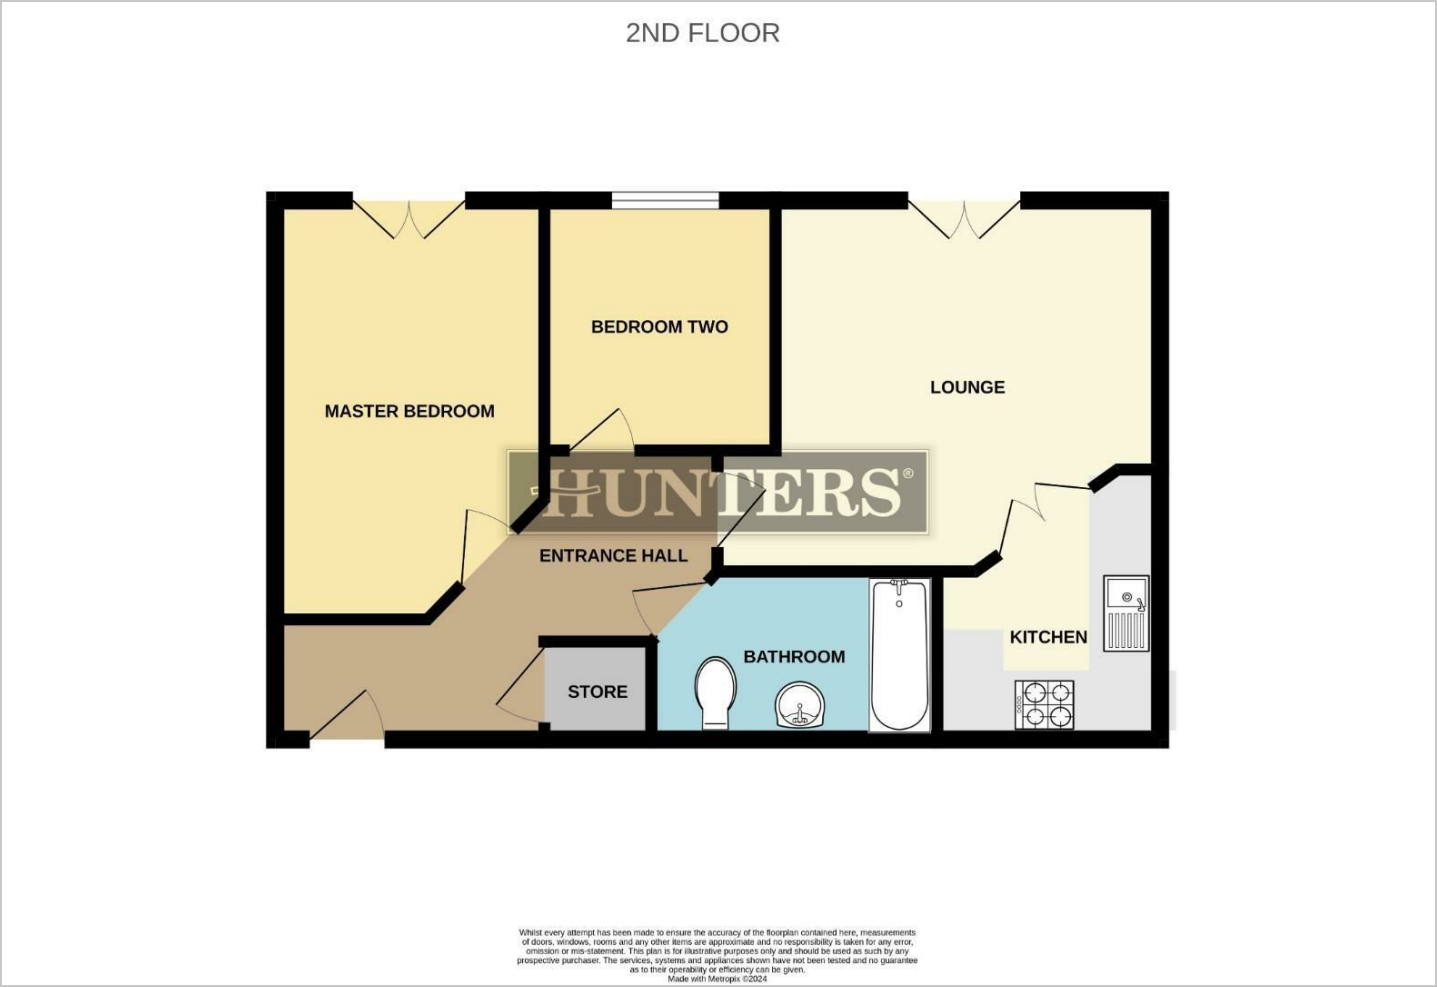 2ND FLOOR
BEDROOM TWO
LOUNGE
MASTER BEDROOM
HUNTERS®
ENTRANCE HALL
KITCHEN
BATHROOM
STORE
Whilst every attempt has been made to ensure the accuracy of the floorplan contained here, measurements
of doors, windows, rooms and any other items are approximate and no responsibility is taken for any error,
omission or mis-statement. This plan is for illustrative purposes only and should be used as such by any
prospective purchaser. The services, systems and appliances shown have not been tested and no guarantee
as to their operability or efficiency can be given.
Made with Metropix ©2024